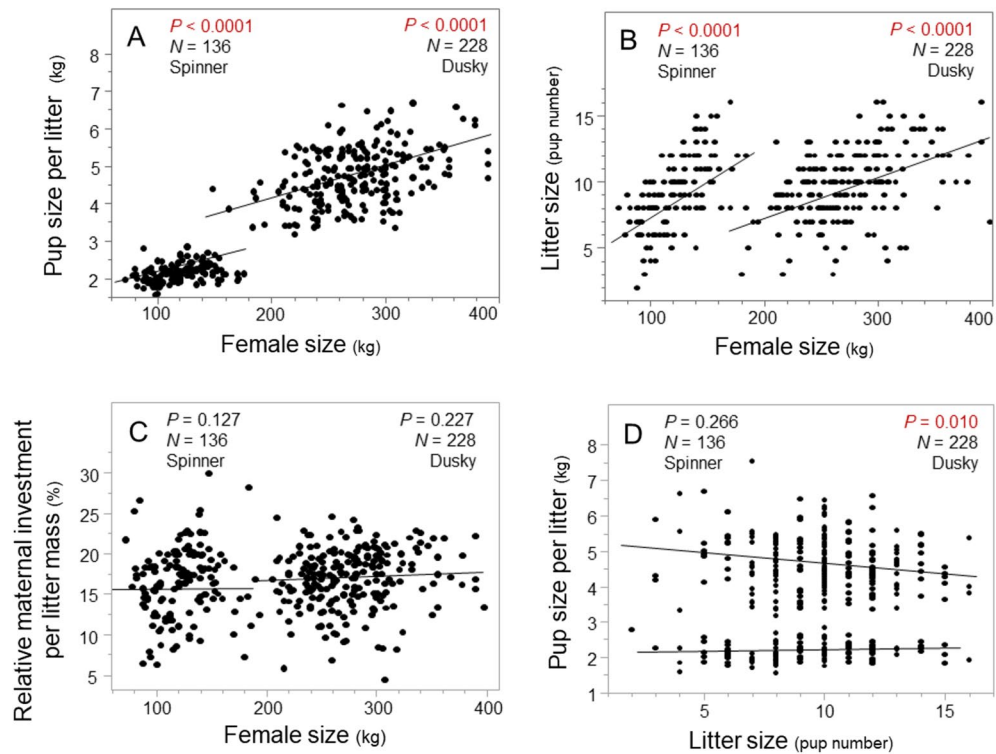 A
P < 0.0001
N = 136
Spinner
P < 0.0001
N = 228
Dusky
Pup size per litter (kg)
8
7
6
5
4
3
2
100
200
300
400
Female size (kg)
B
P < 0.0001
N = 136
Spinner
P < 0.0001
N = 228
Dusky
Litter size (pup number)
15
10
5
100
200
300
400
Female size (kg)
C
P = 0.127
N = 136
Spinner
P = 0.227
N = 228
Dusky
Relative maternal investment
per litter mass (%)
30
25
20
15
10
5
100
200
300
400
Female size (kg)
D
P = 0.266
N = 136
Spinner
P = 0.010
N = 228
Dusky
Pup size per litter (kg)
8
7
6
5
4
3
2
1
5
10
15
Litter size (pup number)